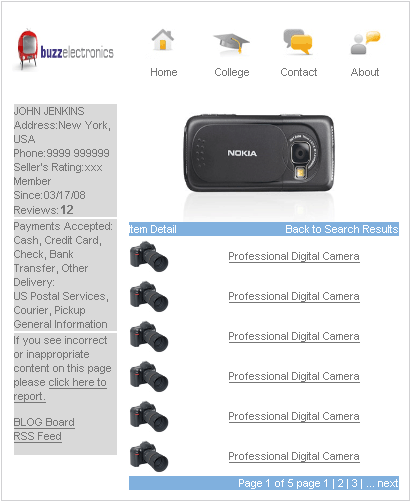 buzzelectronics
Home College Contact About
JOHN JENKINS
Address:New York,
USA
Phone:9999 999999
Seller's Rating:xxx
Member
Since:03/17/08
Reviews:12
Payments Accepted:
Cash, Credit Card,
Check, Bank
Transfer, Other
Delivery:
US Postal Services,
Courier, Pickup
General Information
If you see incorrect
or inappropriate
content on this page
please click here to
report.
BLOG Board
RSS Feed
NOKIA
Item Detail Back to Search Results
Professional Digital Camera
Professional Digital Camera
Professional Digital Camera
Professional Digital Camera
Professional Digital Camera
Professional Digital Camera
Page 1 of 5 page 1 | 2 | 3 | ... next